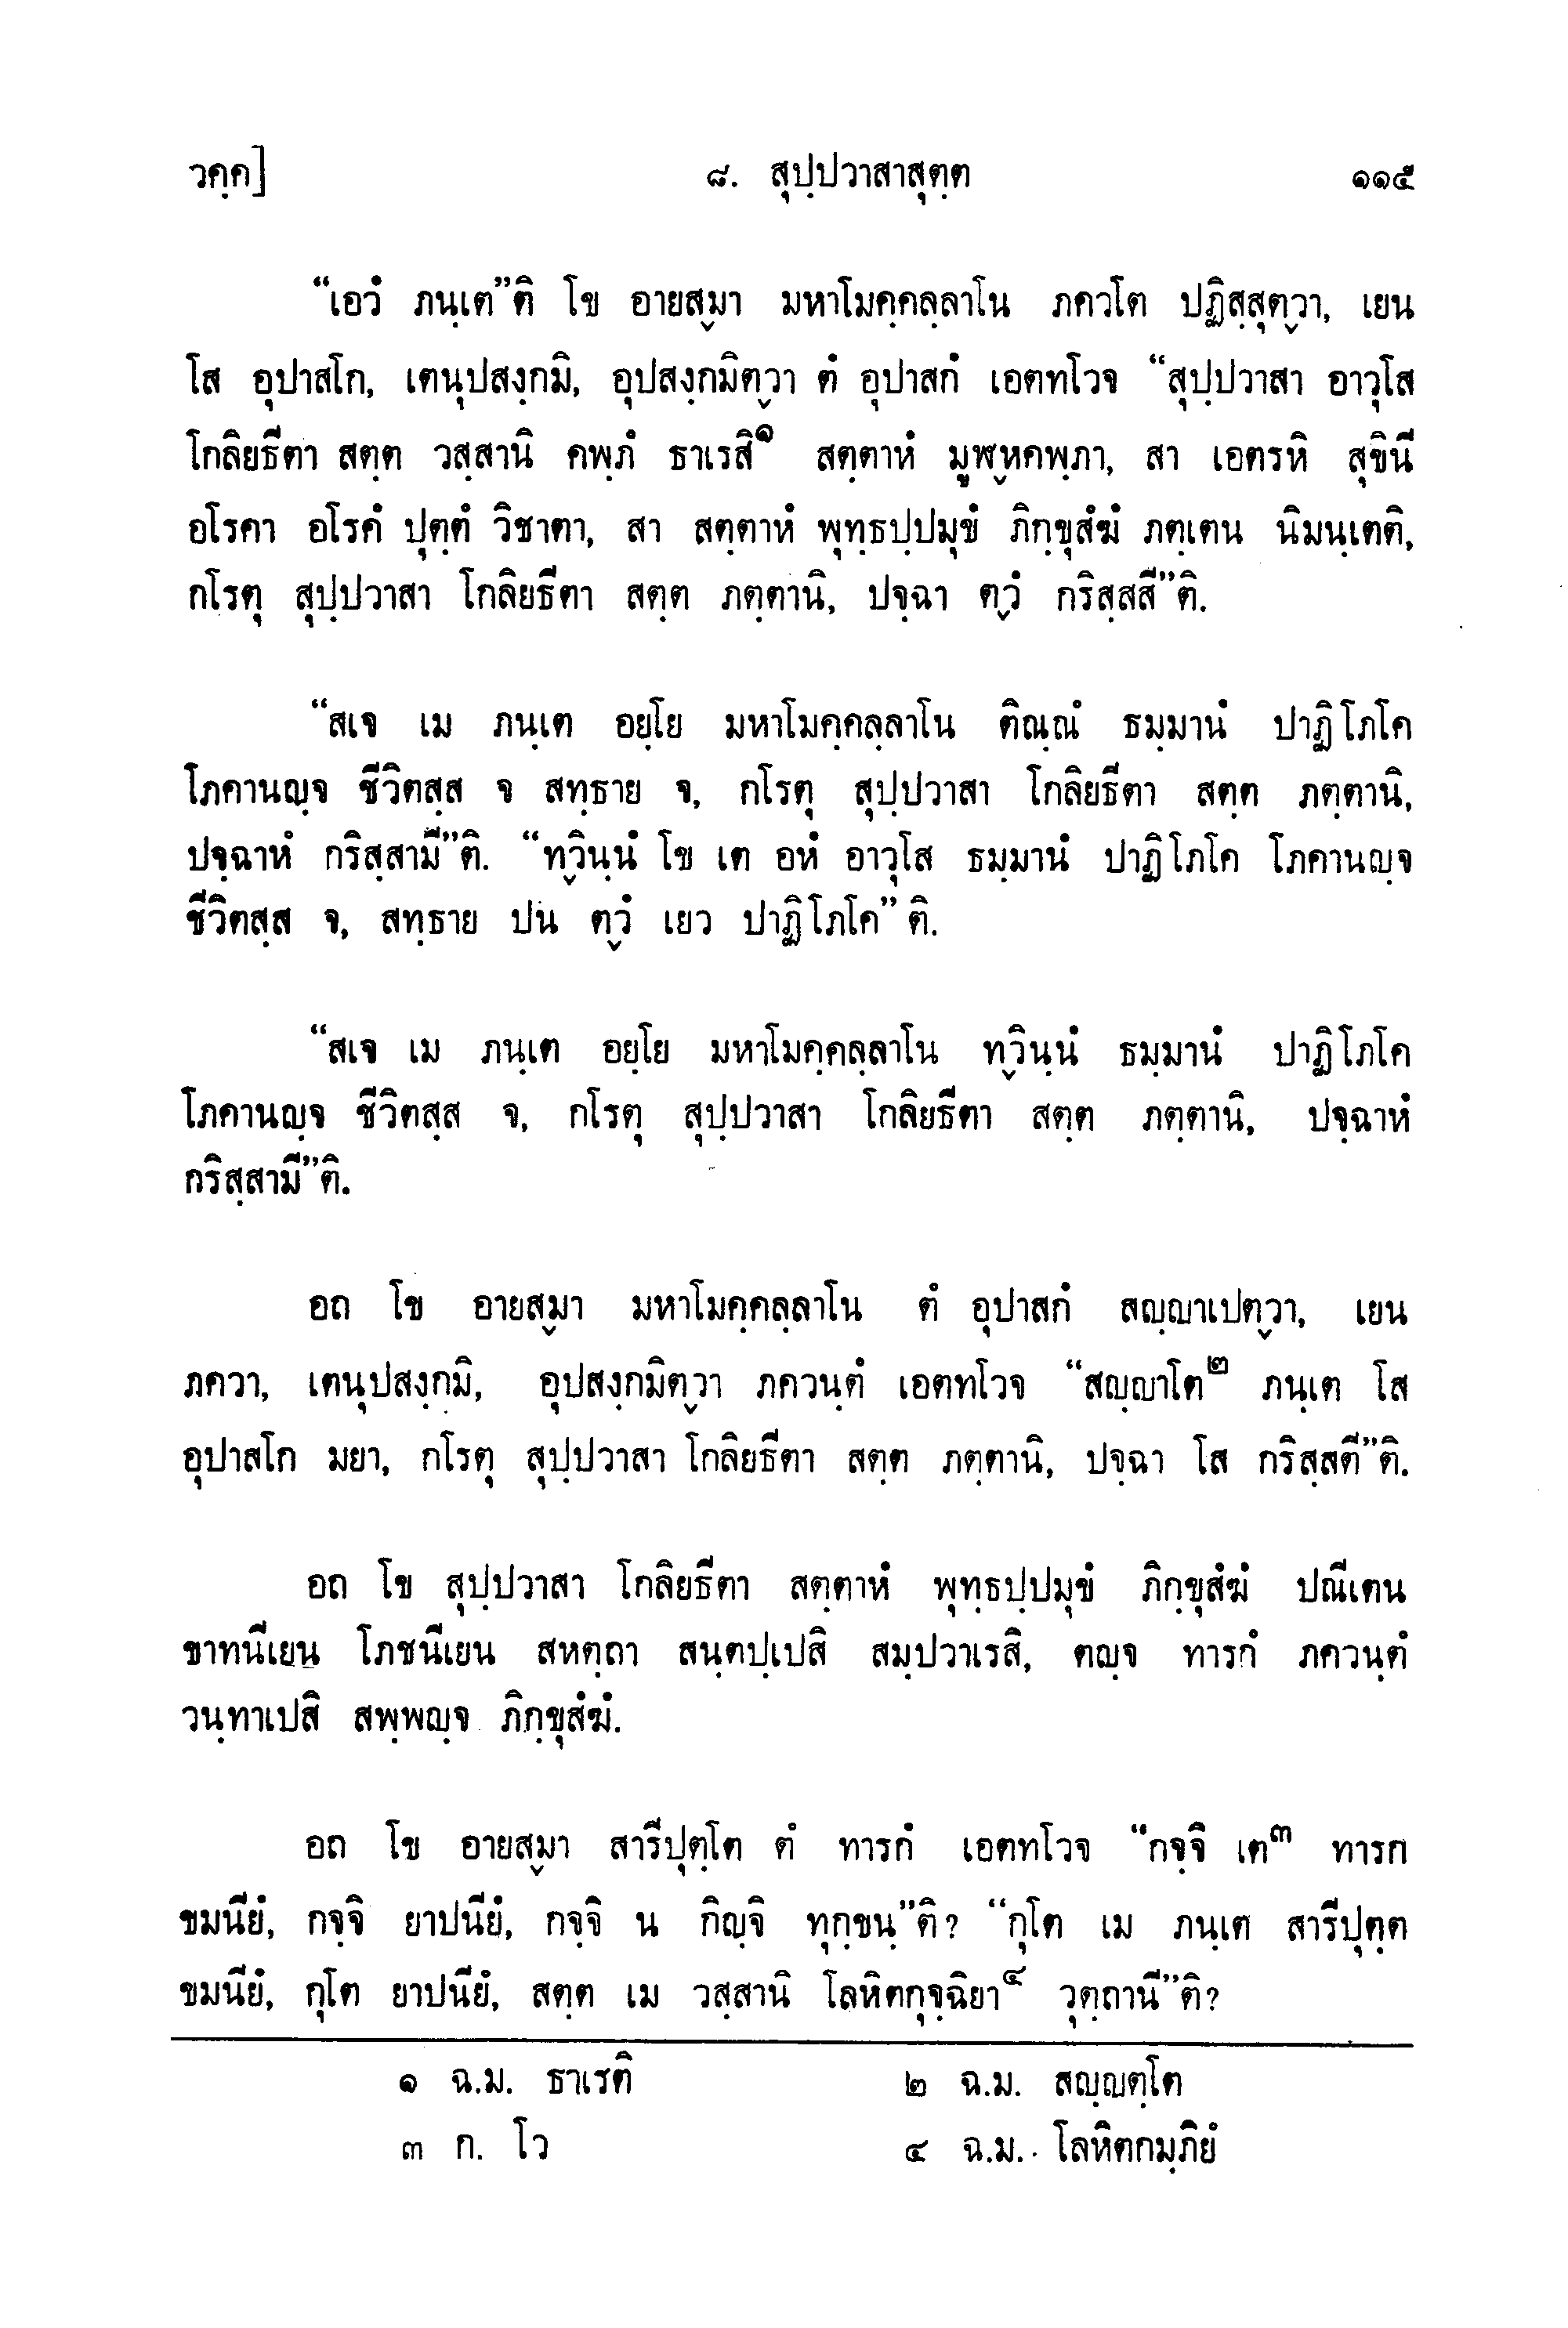 วคฺค]
๘. สุปฺปวาสาสุตฺต
๑๑๕
“เอวํ ภนฺเต”ติ โข อายสฺมา มหาโมคฺคลฺลาโน ภควโต ปฏิสฺสุตฺวา, เยน
โส อุปาสโก, เตนุปสงฺกมิ, อุปสงฺกมิตฺวา ตํ อุปาสกํ เอตทโวจ “สุปฺปวาสา อาวุโส
โกลิยธีตา สตฺต วสฺสานิ คพฺภํ ธาเรสิ๑ สตฺตาหํ มูฬฺหคพฺภา, สา เอตรหิ สุขินี
อโรคา อโรคํ ปุตฺตํ วิชาตา, สา สตฺตาหํ พุทฺธปฺปมุขํ ภิกฺขุสํฆํ ภตฺเตน นิมนฺเตติ,
กโรตุ สุปฺปวาสา โกลิยธีตา สตฺต ภตฺตานิ, ปจฺฉา ตฺวํ กริสฺสสี”ติ.
“สเจ เม ภนฺเต อยฺโย มหาโมคฺคลฺลาโน ติณฺณํ ธมฺมานํ ปาฏิโภโค
โภคานญฺจ ชีวิตสฺส จ สทฺธาย จ, กโรตุ สุปฺปวาสา โกลิยธีตา สตฺต ภตฺตานิ,
ปจฺฉาหํ กริสฺสามี”ติ. “ทฺวินฺนํ โข เต อหํ อาวุโส ธมฺมานํ ปาฏิโภโค โภคานญฺจ
ชีวิตสฺส จ, สทฺธาย ปน ตฺวํ เยว ปาฏิโภโค”ติ.
“สเจ เม ภนฺเต อยฺโย มหาโมคฺคลฺลาโน ทฺวินฺนํ ธมฺมานํ ปาฏิโภโค
โภคานญฺจ ชีวิตสฺส จ, กโรตุ สุปฺปวาสา โกลิยธีตา สตฺต ภตฺตานิ, ปจฺฉาหํ
กริสฺสามี”ติ.
อถ โข อายสฺมา มหาโมคฺคลฺลาโน ตํ อุปาสกํ สญฺญาเปตฺวา, เยน
ภควา, เตนุปสงฺกมิ, อุปสงฺกมิตฺวา ภควนฺตํ เอตทโวจ “สญฺญาโต๒ ภนฺเต โส
อุปาสโก มยา, กโรตุ สุปฺปวาสา โกลิยธีตา สตฺต ภตฺตานิ, ปจฺฉา โส กริสฺสตี”ติ.
อถ โข สุปฺปวาสา โกลิยธีตา สตฺตาหํ พุทฺธปฺปมุขํ ภิกฺขุสํฆํ ปณีเตน
ขาทนีเยน โภชนีเยน สหตฺถา สนฺตปฺเปสิ สมฺปวาเรสิ, ตญฺจ ทารกํ ภควนฺตํ
วนฺทาเปสิ สพฺพญฺจ ภิกฺขุสํฆํ.
อถ โข อายสฺมา สารีปุตฺโต ตํ ทารกํ เอตทโวจ “กจฺจิ เต๓ ทารก
ขมนียํ, กจฺจิ ยาปนียํ, กจฺจิ น กิญฺจิ ทุกฺขนฺ”ติ? “กุโต เม ภนฺเต สารีปุตฺต
ขมนียํ, กุโต ยาปนียํ, สตฺต เม วสฺสานิ โลหิตกุจฺฉิยา๔ วุตฺถานี”ติ?
๑ ฉ.ม. ธาเรติ
๒ ฉ.ม. สญฺญตฺโต
๓ ก. โว
๔ ฉ.ม. โลหิตกมฺภิยํ